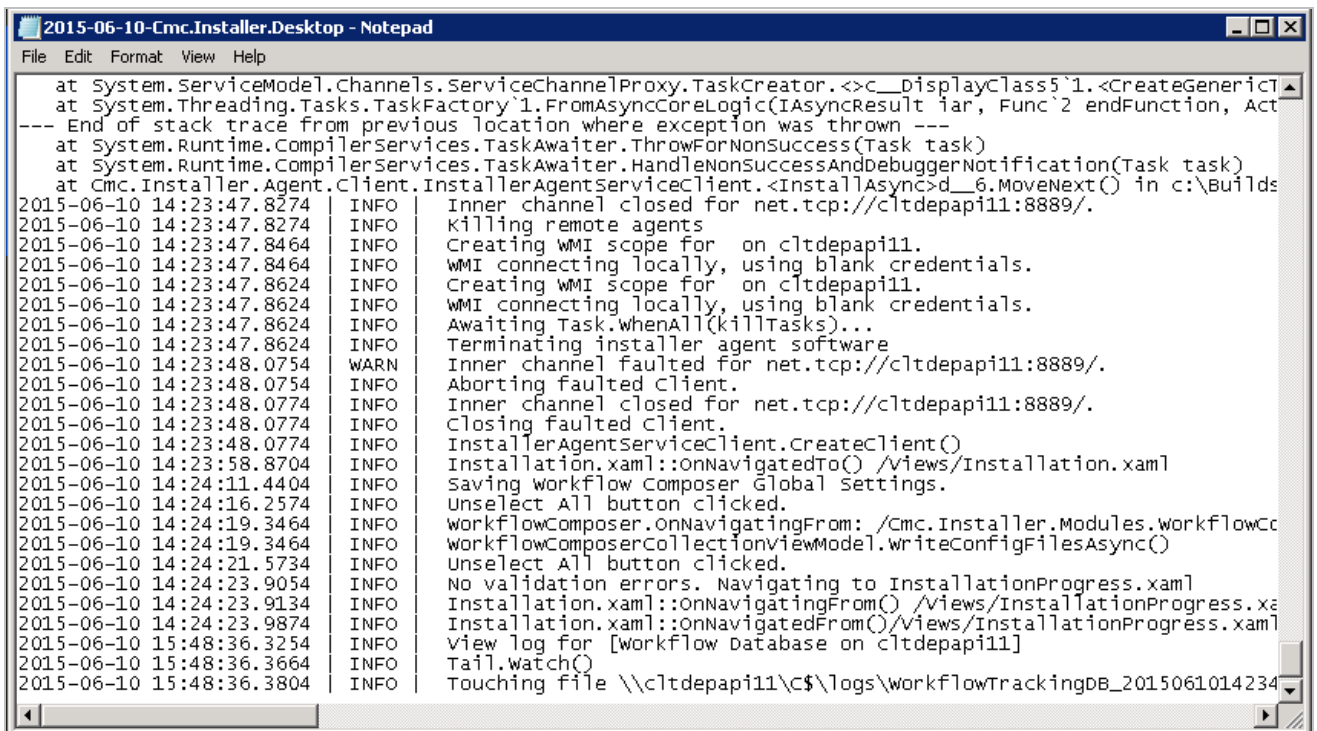 2015-06-10-Cmc.Installer.Desktop - Notepad
File Edit Format View Help
at System.ServiceModel.Channels.ServiceChannelProxy.TaskCreator.<>c__DisplayClass5`1.<CreateGenericT
at System.Threading.Tasks.TaskFactory`1.FromAsyncCoreLogic(IAsyncResult iar, Func`2 endFunction, Act
--- End of stack trace from previous location where exception was thrown ---
at System.Runtime.CompilerServices.TaskAwaiter.ThrowForNonSuccess(Task task)
at System.Runtime.CompilerServices.TaskAwaiter.HandleNonSuccessAndDebuggerNotification(Task task)
at Cmc.Installer.Agent.Client.InstallerAgentServiceClient.<InstallAsync>d__6.MoveNext() in c:\Builds
2015-06-10 14:23:47.8274 | INFO | Inner channel closed for net.tcp://cltdepapi11:8889/.
2015-06-10 14:23:47.8274 | INFO | Killing remote agents
2015-06-10 14:23:47.8464 | INFO | Creating WMI scope for  on cltdepapi11.
2015-06-10 14:23:47.8464 | INFO | WMI connecting locally, using blank credentials.
2015-06-10 14:23:47.8624 | INFO | Creating WMI scope for  on cltdepapi11.
2015-06-10 14:23:47.8624 | INFO | WMI connecting locally, using blank credentials.
2015-06-10 14:23:47.8624 | INFO | Awaiting Task.WhenAll(killTasks)...
2015-06-10 14:23:47.8624 | INFO | Terminating installer agent software
2015-06-10 14:23:48.0754 | WARN | Inner channel faulted for net.tcp://cltdepapi11:8889/.
2015-06-10 14:23:48.0754 | INFO | Aborting faulted Client.
2015-06-10 14:23:48.0774 | INFO | Inner channel closed for net.tcp://cltdepapi11:8889/.
2015-06-10 14:23:48.0774 | INFO | Closing faulted Client.
2015-06-10 14:23:48.0774 | INFO | InstallerAgentServiceClient.CreateClient()
2015-06-10 14:23:58.8704 | INFO | Installation.xaml::OnNavigatedTo() /Views/Installation.xaml
2015-06-10 14:24:11.4404 | INFO | Saving Workflow Composer Global Settings.
2015-06-10 14:24:16.2574 | INFO | Unselect All button clicked.
2015-06-10 14:24:19.3464 | INFO | WorkflowComposer.OnNavigatingFrom: /Cmc.Installer.Modules.WorkflowCo
2015-06-10 14:24:19.3464 | INFO | WorkflowComposerCollectionViewModel.WriteConfigFilesAsync()
2015-06-10 14:24:21.5734 | INFO | Unselect All button clicked.
2015-06-10 14:24:23.9054 | INFO | No validation errors. Navigating to InstallationProgress.xaml
2015-06-10 14:24:23.9134 | INFO | Installation.xaml::OnNavigatingFrom() /Views/InstallationProgress.xa
2015-06-10 14:24:23.9874 | INFO | Installation.xaml::OnNavigatedFrom()/Views/InstallationProgress.xaml
2015-06-10 15:48:36.3254 | INFO | View log for [Workflow Database on cltdepapi11]
2015-06-10 15:48:36.3664 | INFO | Tail.Watch()
2015-06-10 15:48:36.3804 | INFO | Touching file \\cltdepapi11\C$\logs\WorkflowTrackingDB_2015061014234